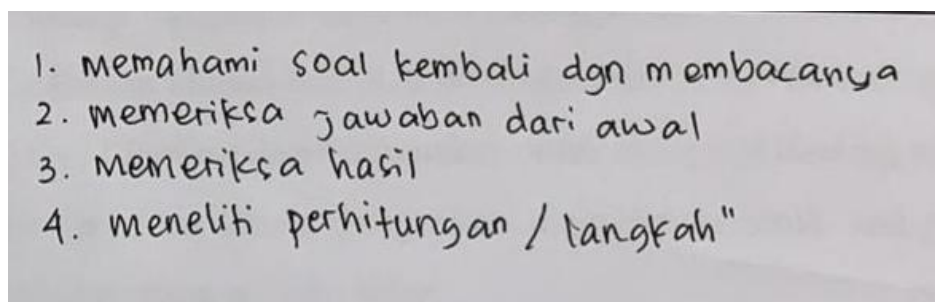 1. memahami soal kembali dgn membacanya
2. memeriksa jawaban dari awal
3. memeriksa hasil
4. meneliti perhitungan / langkah"